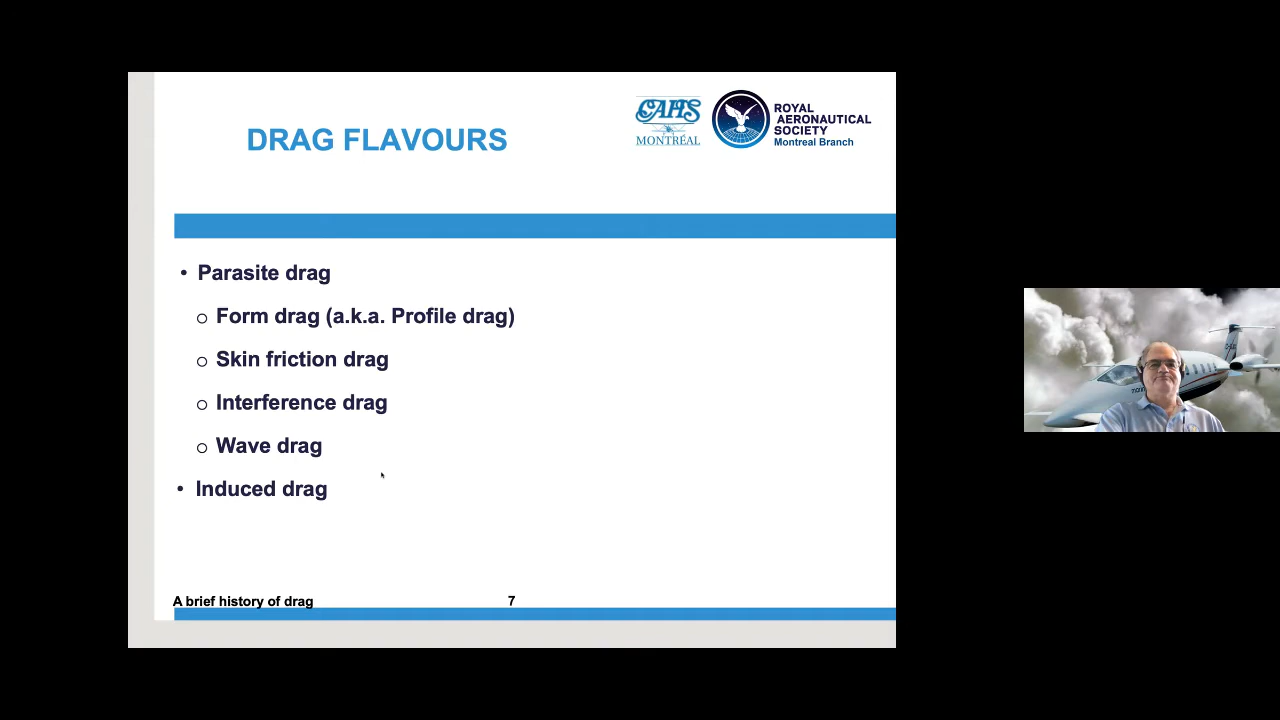 DRAG FLAVOURS
CAHS
MONTRÉAL
ROYAL
AERONAUTICAL
SOCIETY
Montreal Branch
• Parasite drag
o Form drag (a.k.a. Profile drag)
o Skin friction drag
o Interference drag
o Wave drag
• Induced drag
A brief history of drag
7